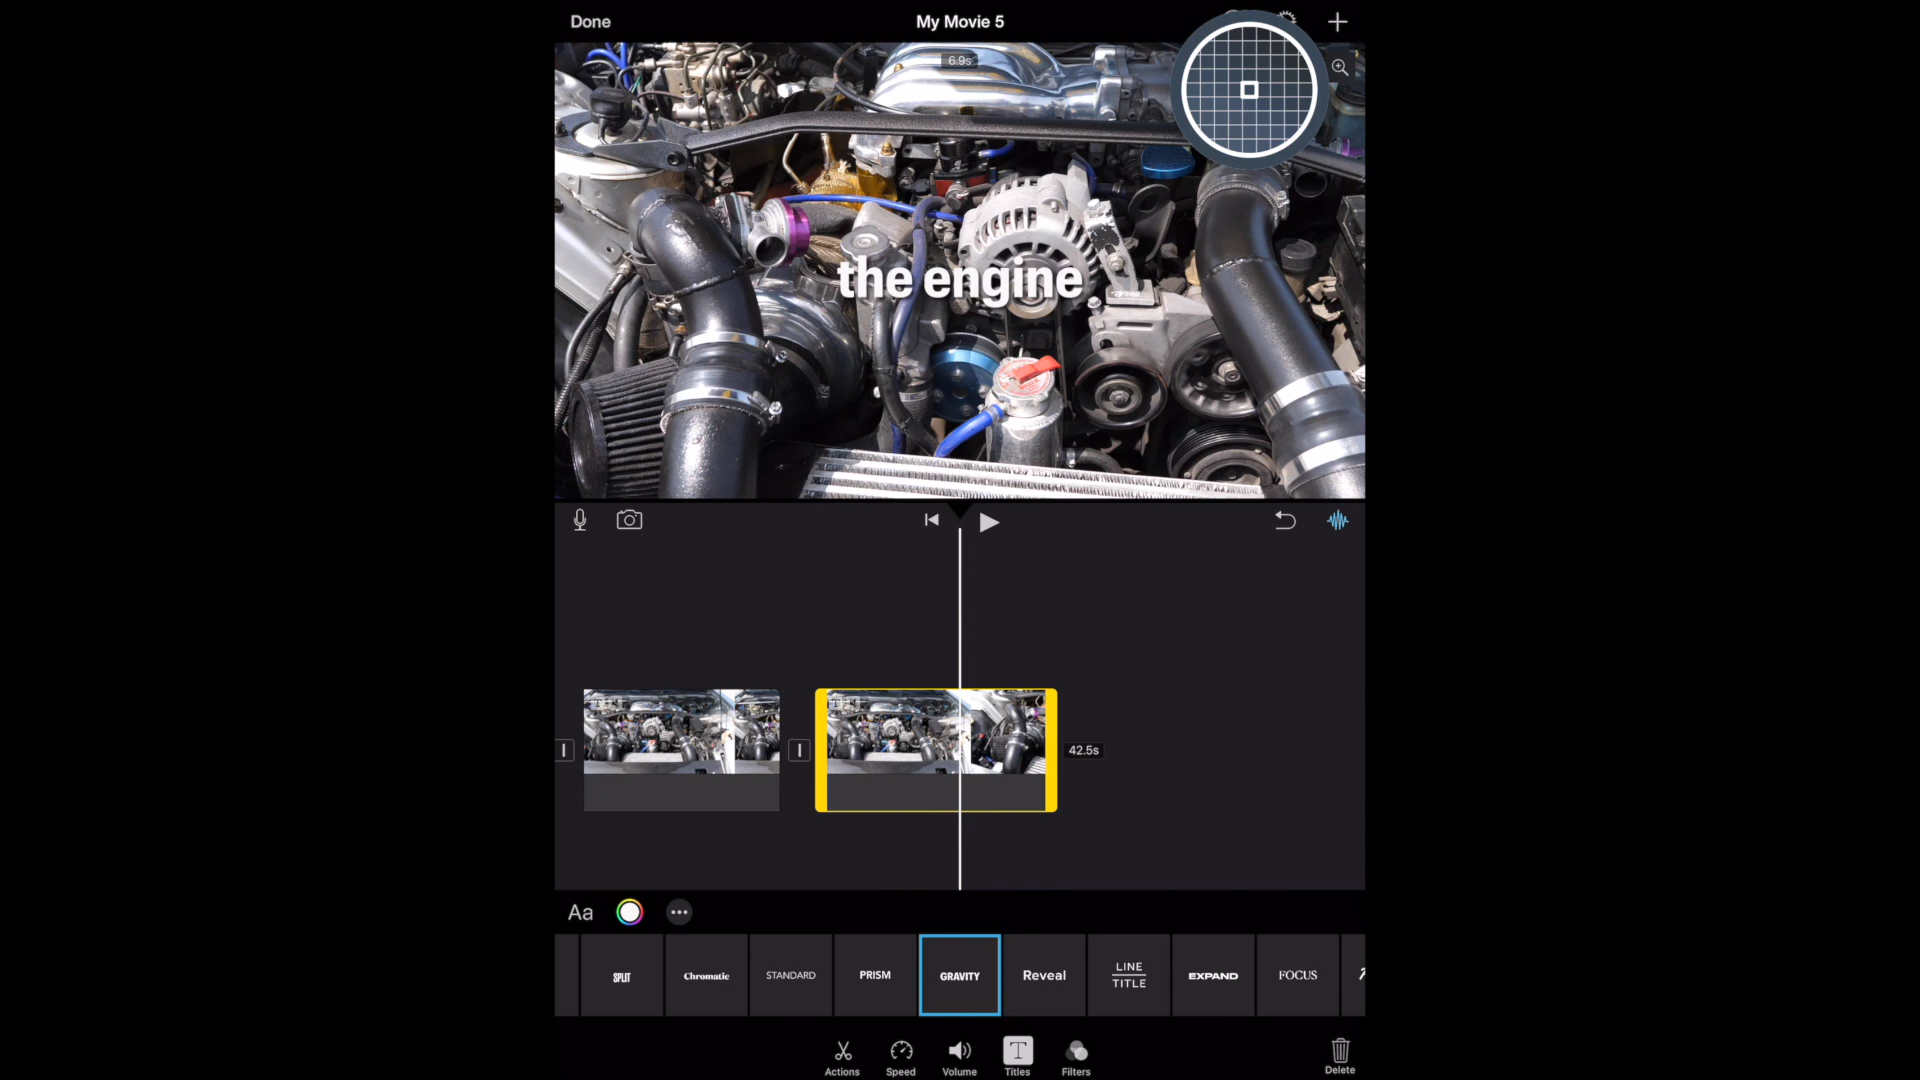 Done
My Movie 5
6.9s
the engine
42.5s
Aa
SPLIT
Chromatic
STANDARD
PRISM
GRAVITY
Reveal
LINE
TITLE
EXPAND
FOCUS
Actions
Speed
Volume
T
Titles
Filters
Delete